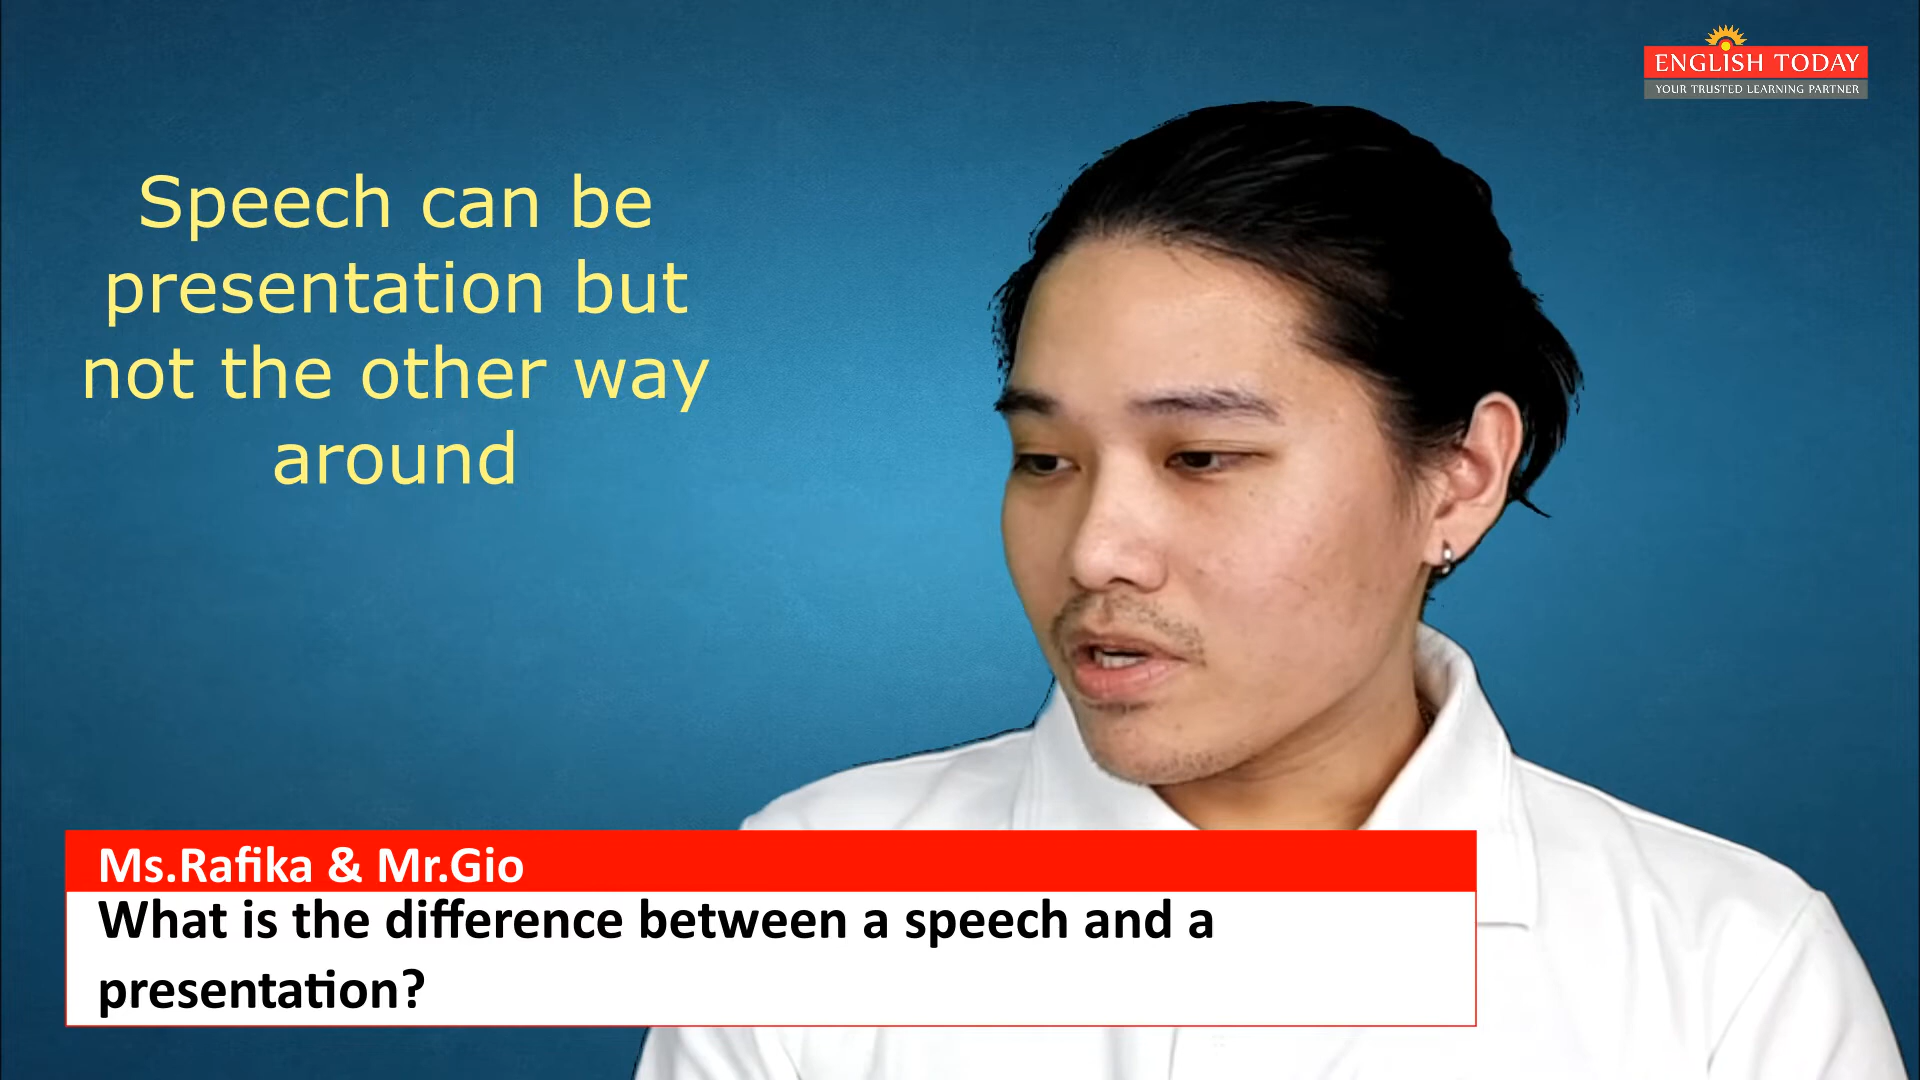 ENGLISH TODAY
YOUR TRUSTED LEARNING PARTNER
Speech can be
presentation but
not the other way
around
Ms.Rafika & Mr.Gio
What is the difference between a speech and a
presentation?